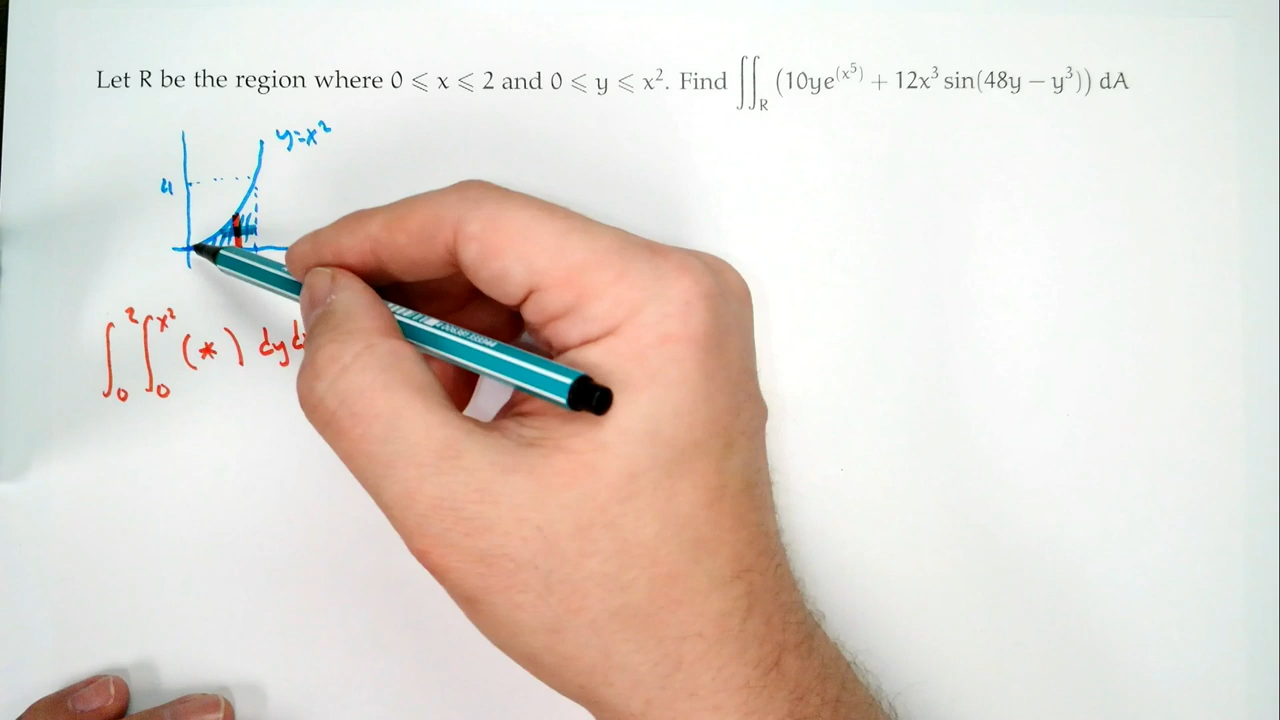 Let R be the region where 0 ⩽ x ⩽ 2 and 0 ⩽ y ⩽ x². Find ∬_R (10ye^(x⁵) + 12x³ sin(48y − y³)) dA
y=x²
4
∫₀² ∫₀^x² (*) dyd